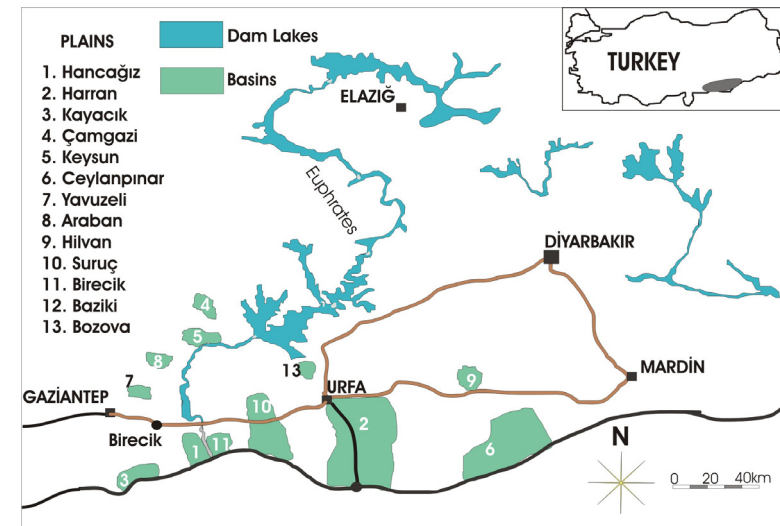 PLAINS
1. Hancağız
2. Harran
3. Kayacık
4. Çamgazi
5. Keysun
6. Ceylanpınar
7. Yavuzeli
8. Araban
9. Hilvan
10. Suruç
11. Birecik
12. Baziki
13. Bozova
Dam Lakes
Basins
TURKEY
ELAZIĞ
Euphrates
DİYARBAKIR
4
5
8
13
7
9
MARDİN
GAZİANTEP
URFA
10
2
Birecik
1
11
6
3
N
0 20 40km